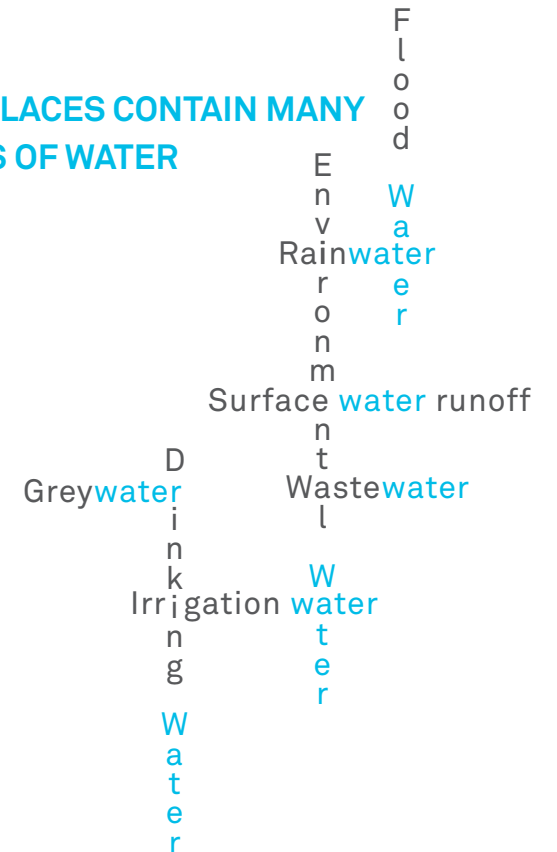 LACES CONTAIN MANY
S OF WATER
Flood Water
Environmental Water
Rainwater
Surface water runoff
Drinking Water
Greywater
Wastewater
Irrigation water